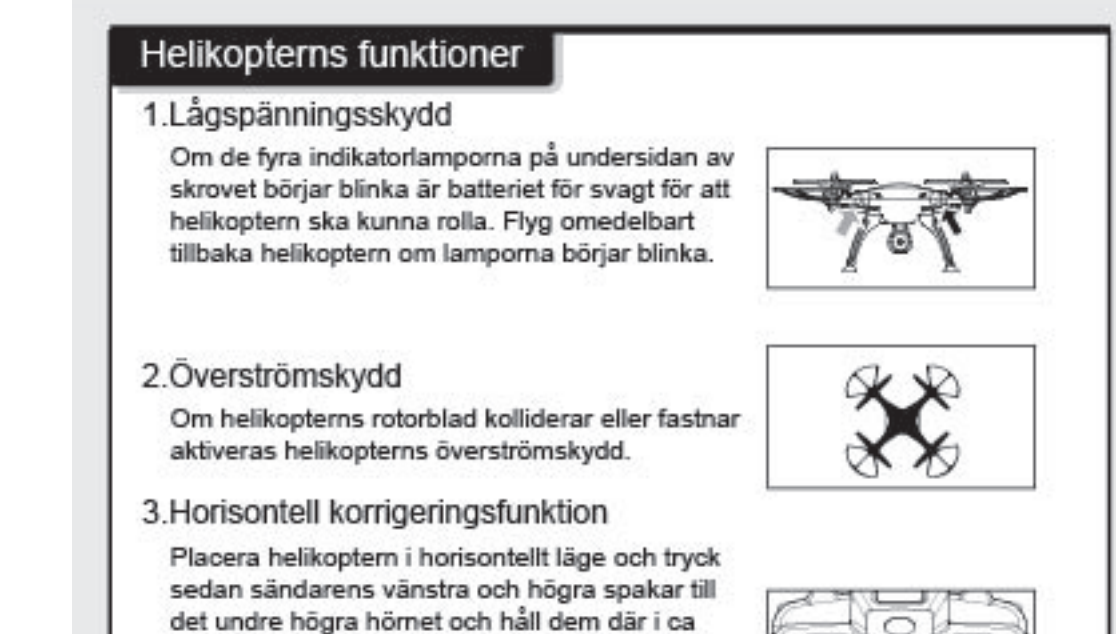 Helikopterns funktioner
1.Lågspänningsskydd
Om de fyra indikatorlamporna på undersidan av
skrovet börjar blinka är batteriet för svagt för att
helikoptern ska kunna rolla. Flyg omedelbart
tillbaka helikoptern om lamporna börjar blinka.
2.Överströmskydd
Om helikopterns rotorblad kolliderar eller fastnar
aktiveras helikopterns överströmskydd.
3.Horisontell korrigeringsfunktion
Placera helikoptern i horisontellt läge och tryck
sedan sändarens vänstra och högra spakar till
det undre högra hörnet och håll dem där i ca